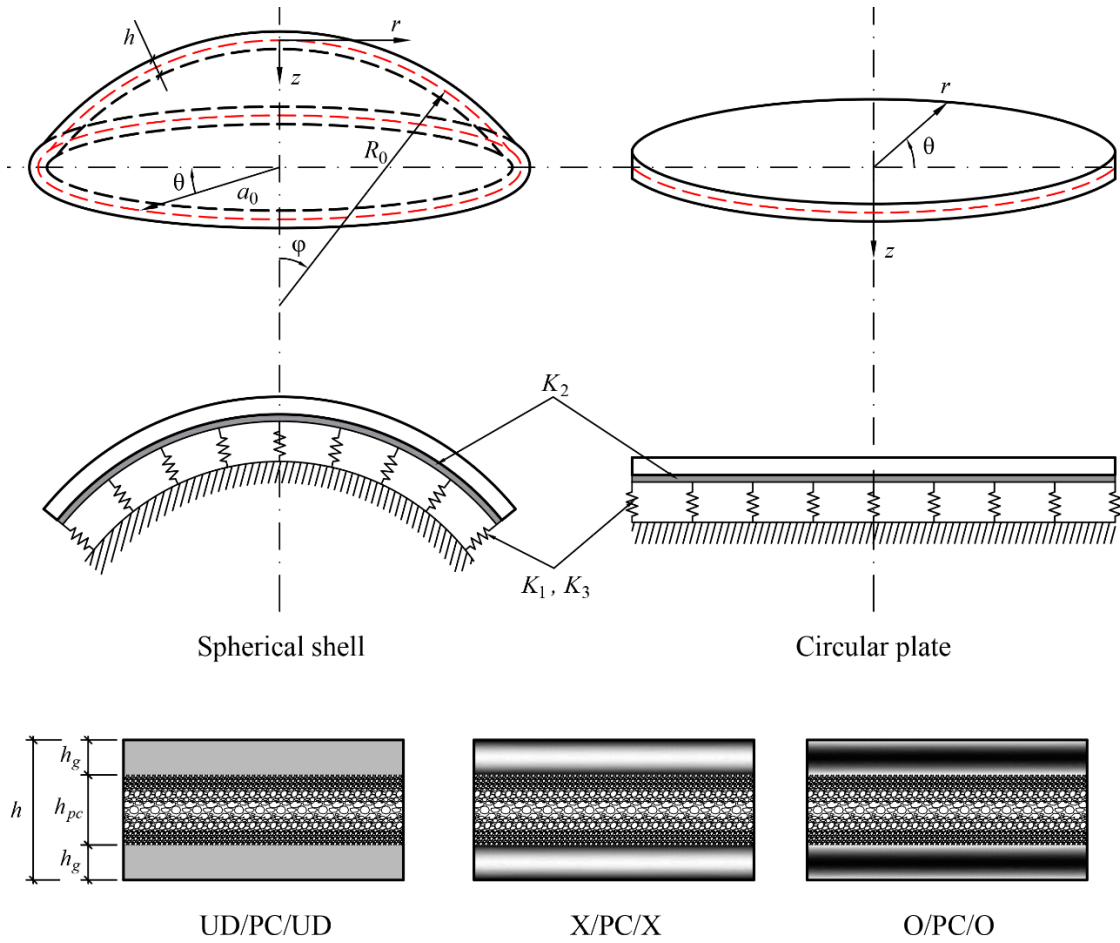 h
r
z
R0
θ
a0
φ
r
θ
z
K2
K1 , K3
Spherical shell
Circular plate
hg
h
hpc
hg
UD/PC/UD
X/PC/X
O/PC/O